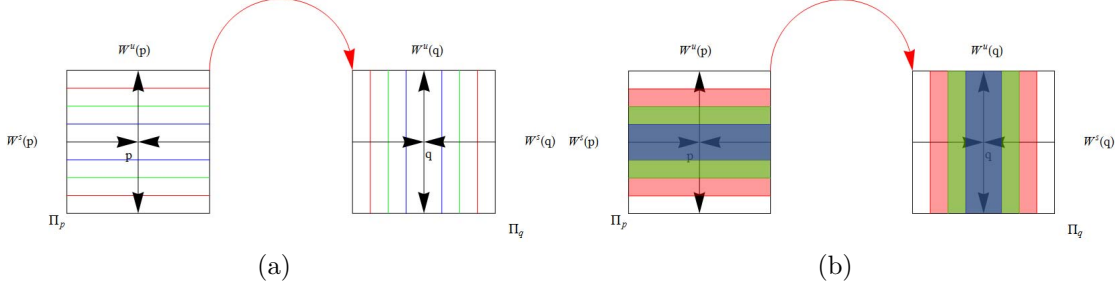 W^u(p)
W^u(q)
W^s(p)
p
q
W^s(q)
Π_p
Π_q
(a)
W^u(p)
W^u(q)
W^s(p)
p
q
W^s(q)
Π_p
Π_q
(b)